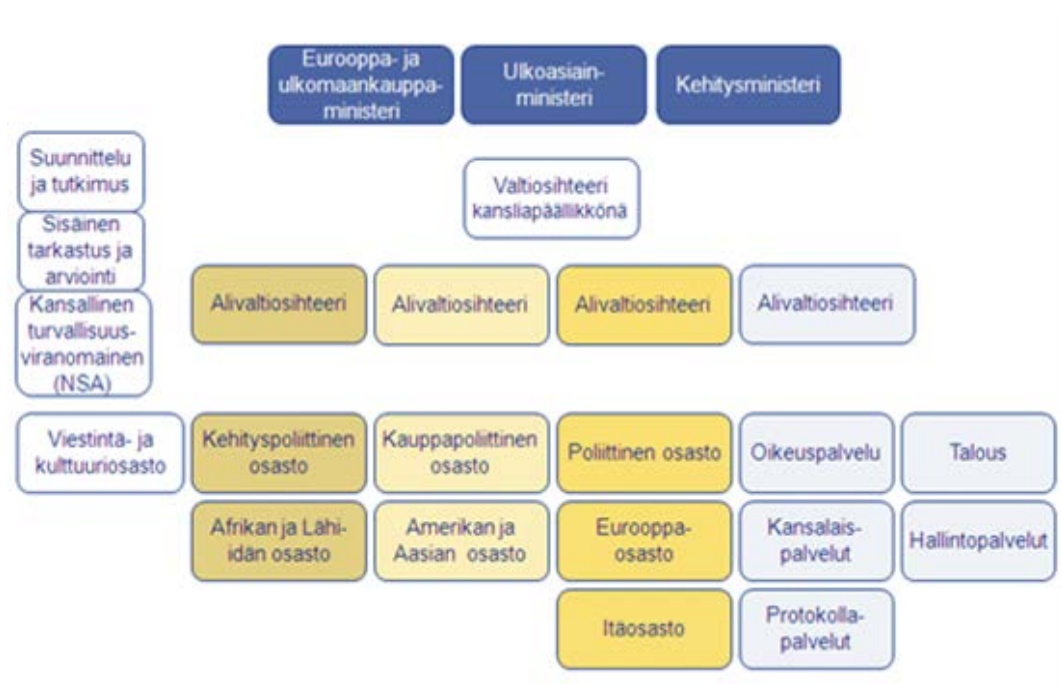 Eurooppa- ja
ulkomaankauppa-
ministeri
Ulkoasiain-
ministeri
Kehitysministeri
Suunnittelu
ja tutkimus
Valtiosihteeri
kansliapäällikkönä
Sisäinen
tarkastus ja
arviointi
Kansallinen
turvallisuus-
viranomainen
(NSA)
Alivaltiosihteeri
Alivaltiosihteeri
Alivaltiosihteeri
Alivaltiosihteeri
Viestintä- ja
kulttuuriosasto
Kehityspoliittinen
osasto
Kauppapoliittinen
osasto
Poliittinen osasto
Oikeuspalvelu
Talous
Afrikan ja Lähi-
idän osasto
Amerikan ja
Aasian osasto
Eurooppa-
osasto
Kansalais-
palvelut
Hallintopalvelut
Itäosasto
Protokolla-
palvelut